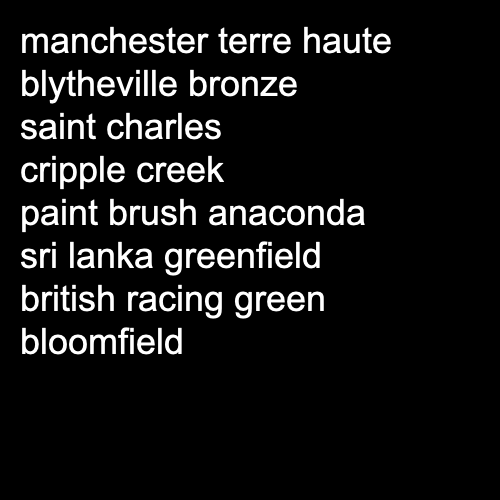 manchester terre haute
blytheville bronze
saint charles
cripple creek
paint brush anaconda
sri lanka greenfield
british racing green
bloomfield